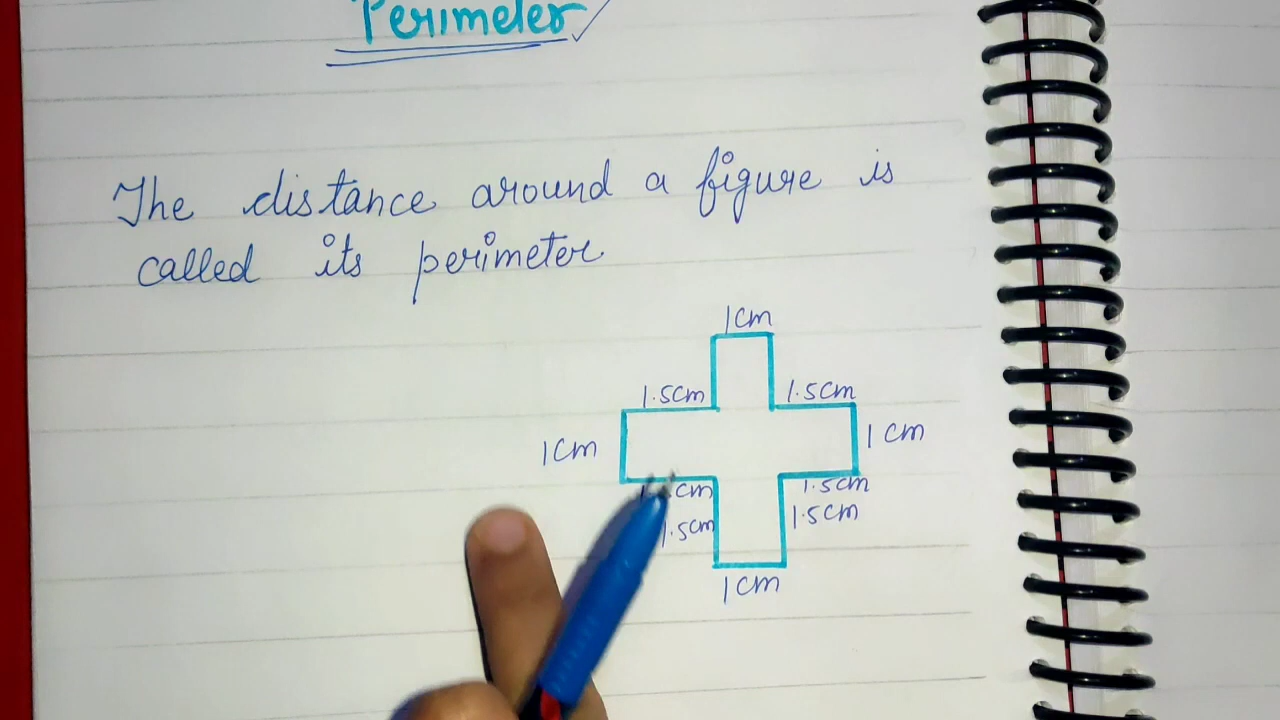 Perimeter
The distance around a figure is
called its perimeter
1cm
1.5cm 1.5cm
1cm 1cm
cm 1.5cm
1.5cm 1.5cm
1cm